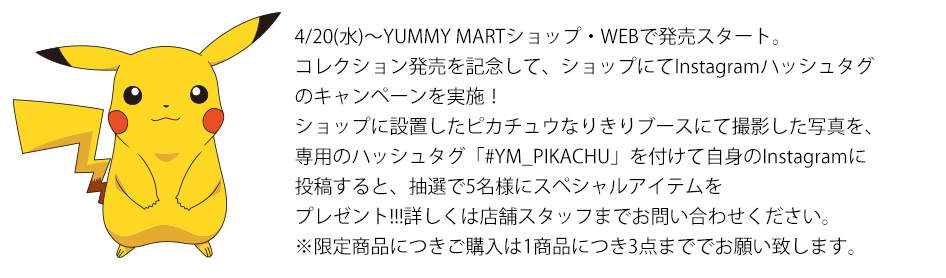 4/20(水)～YUMMY MARTショップ・WEBで発売スタート。
コレクション発売を記念して、ショップにてInstagramハッシュタグ
のキャンペーンを実施！
ショップに設置したピカチュウなりきりブースにて撮影した写真を、
専用のハッシュタグ「#YM_PIKACHU」を付けて自身のInstagramに
投稿すると、抽選で5名様にスペシャルアイテムを
プレゼント!!!詳しくは店舗スタッフまでお問い合わせください。
※限定商品につきご購入は1商品につき3点まででお願い致します。